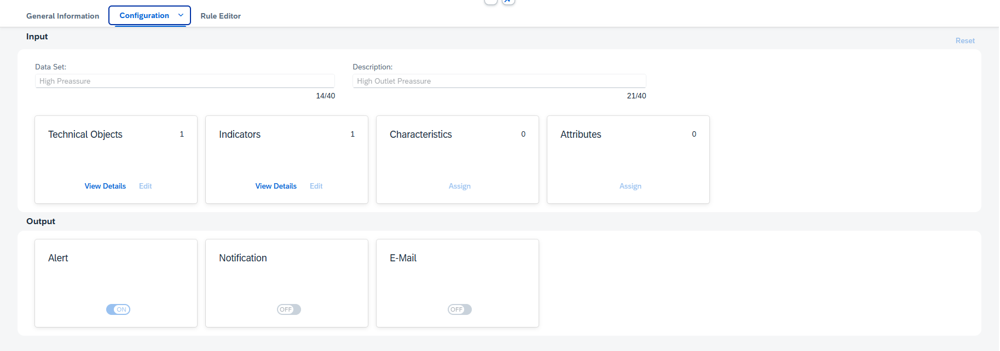 General Information Configuration Rule Editor
Input
Reset
Data Set: Description:
High Preassure High Outlet Preassure
14/40 21/40
Technical Objects 1 Indicators 1 Characteristics 0 Attributes 0
View Details Edit View Details Edit Assign Assign
Output
Alert Notification E-Mail
ON OFF OFF